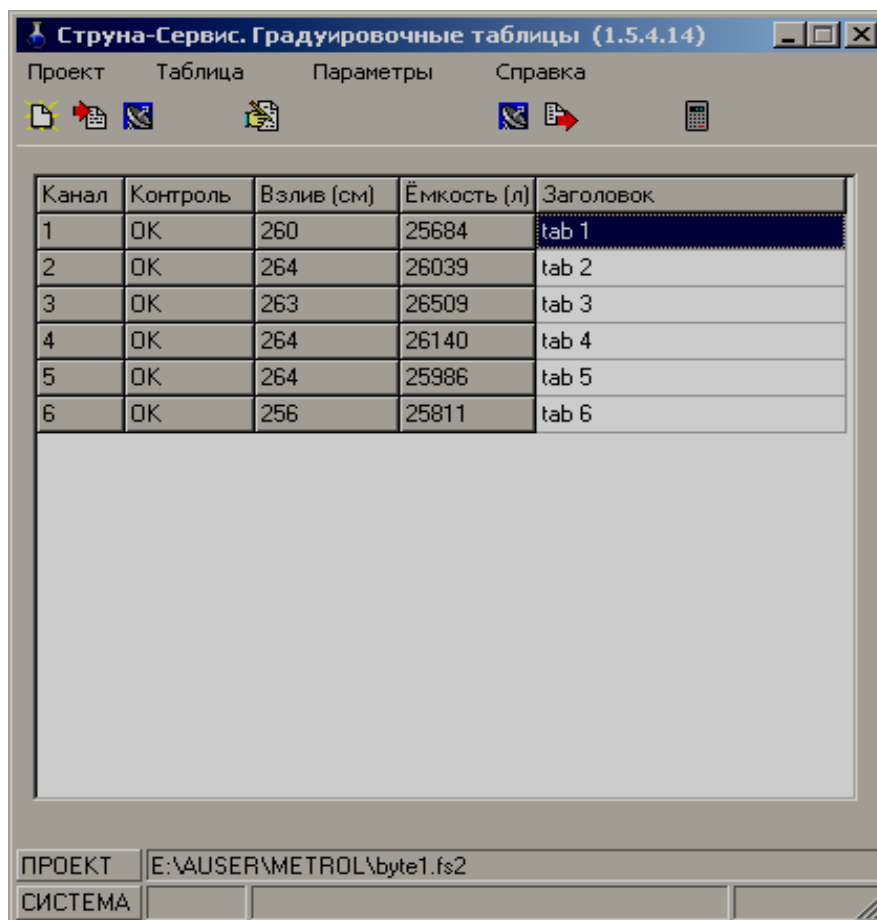 Струна-Сервис. Градуировочные таблицы (1.5.4.14)
Проект Таблица Параметры Справка
Канал Контроль Взлив (см) Ёмкость (л) Заголовок
1 OK 260 25684 tab 1
2 OK 264 26039 tab 2
3 OK 263 26509 tab 3
4 OK 264 26140 tab 4
5 OK 264 25986 tab 5
6 OK 256 25811 tab 6
ПРОЕКТ E:\AUSER\METROL\byte1.fs2
СИСТЕМА